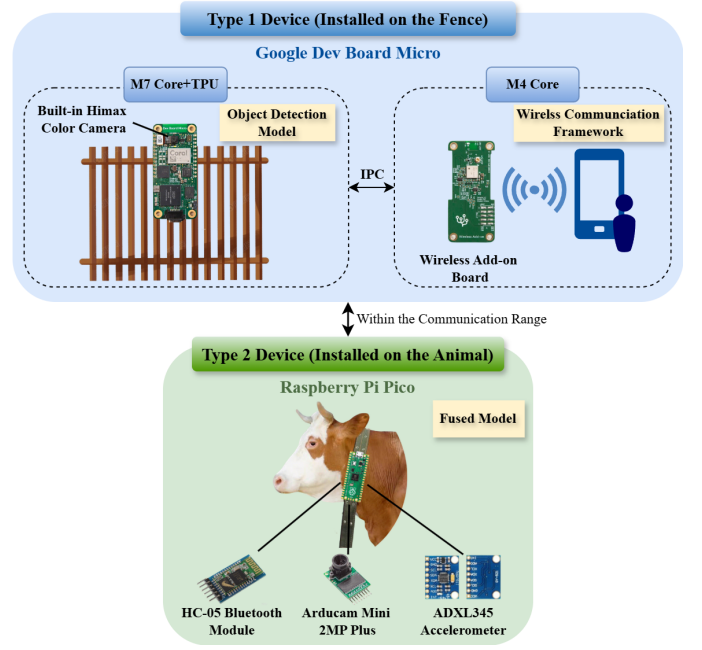 Type 1 Device (Installed on the Fence)
Google Dev Board Micro
M7 Core+TPU
Built-in Himax
Color Camera
Object Detection
Model
Coral
IPC
M4 Core
Wirelss Communciation
Framework
Wireless Add-on
Board
Within the Communication Range
Type 2 Device (Installed on the Animal)
Raspberry Pi Pico
Fused Model
HC-05 Bluetooth
Module
Arducam Mini
2MP Plus
ADXL345
Accelerometer